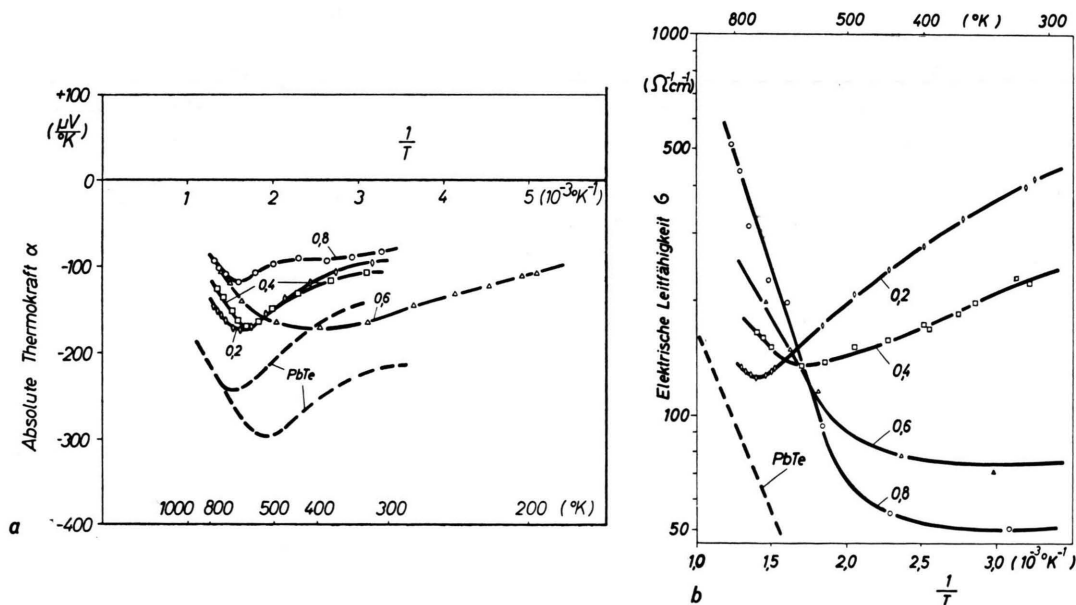 +100
(μV/°K)
1/T
0
1 2 3 4 5 (10⁻³°K⁻¹)
-100
-200
-300
-400
Absolute Thermokraft α
0,8
0,4
0,6
0,2
PbTe
1000 800 600 500 400 300 200 (°K)
a
800 500 400 (°K) 300
1000
(Ω⁻¹cm⁻¹)
500
100
50
Elektrische Leitfähigkeit σ
0,2
0,4
0,6
0,8
PbTe
1,0 1,5 2,0 2,5 3,0 (10⁻³°K⁻¹)
1/T
b